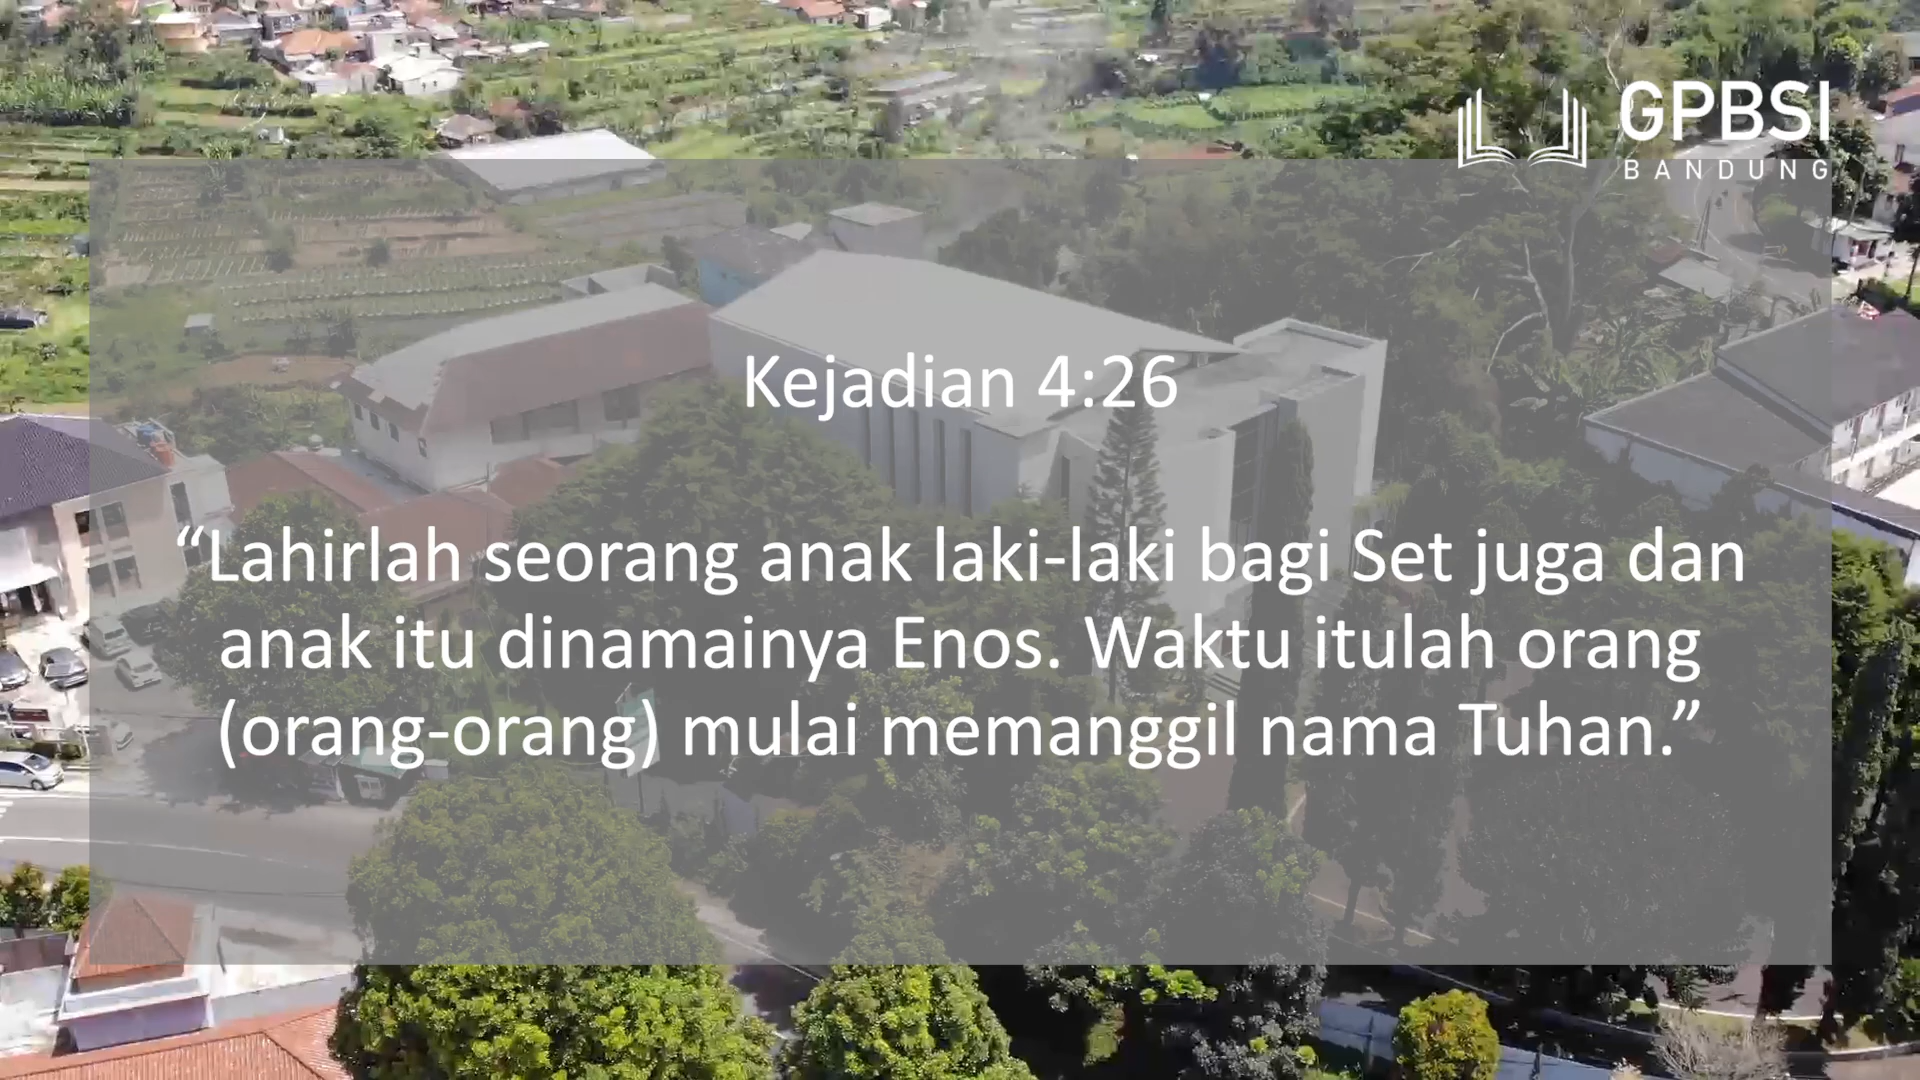 GPBSI
BANDUNG
Kejadian 4:26
“Lahirlah seorang anak laki-laki bagi Set juga dan
anak itu dinamainya Enos. Waktu itulah orang
(orang-orang) mulai memanggil nama Tuhan.”